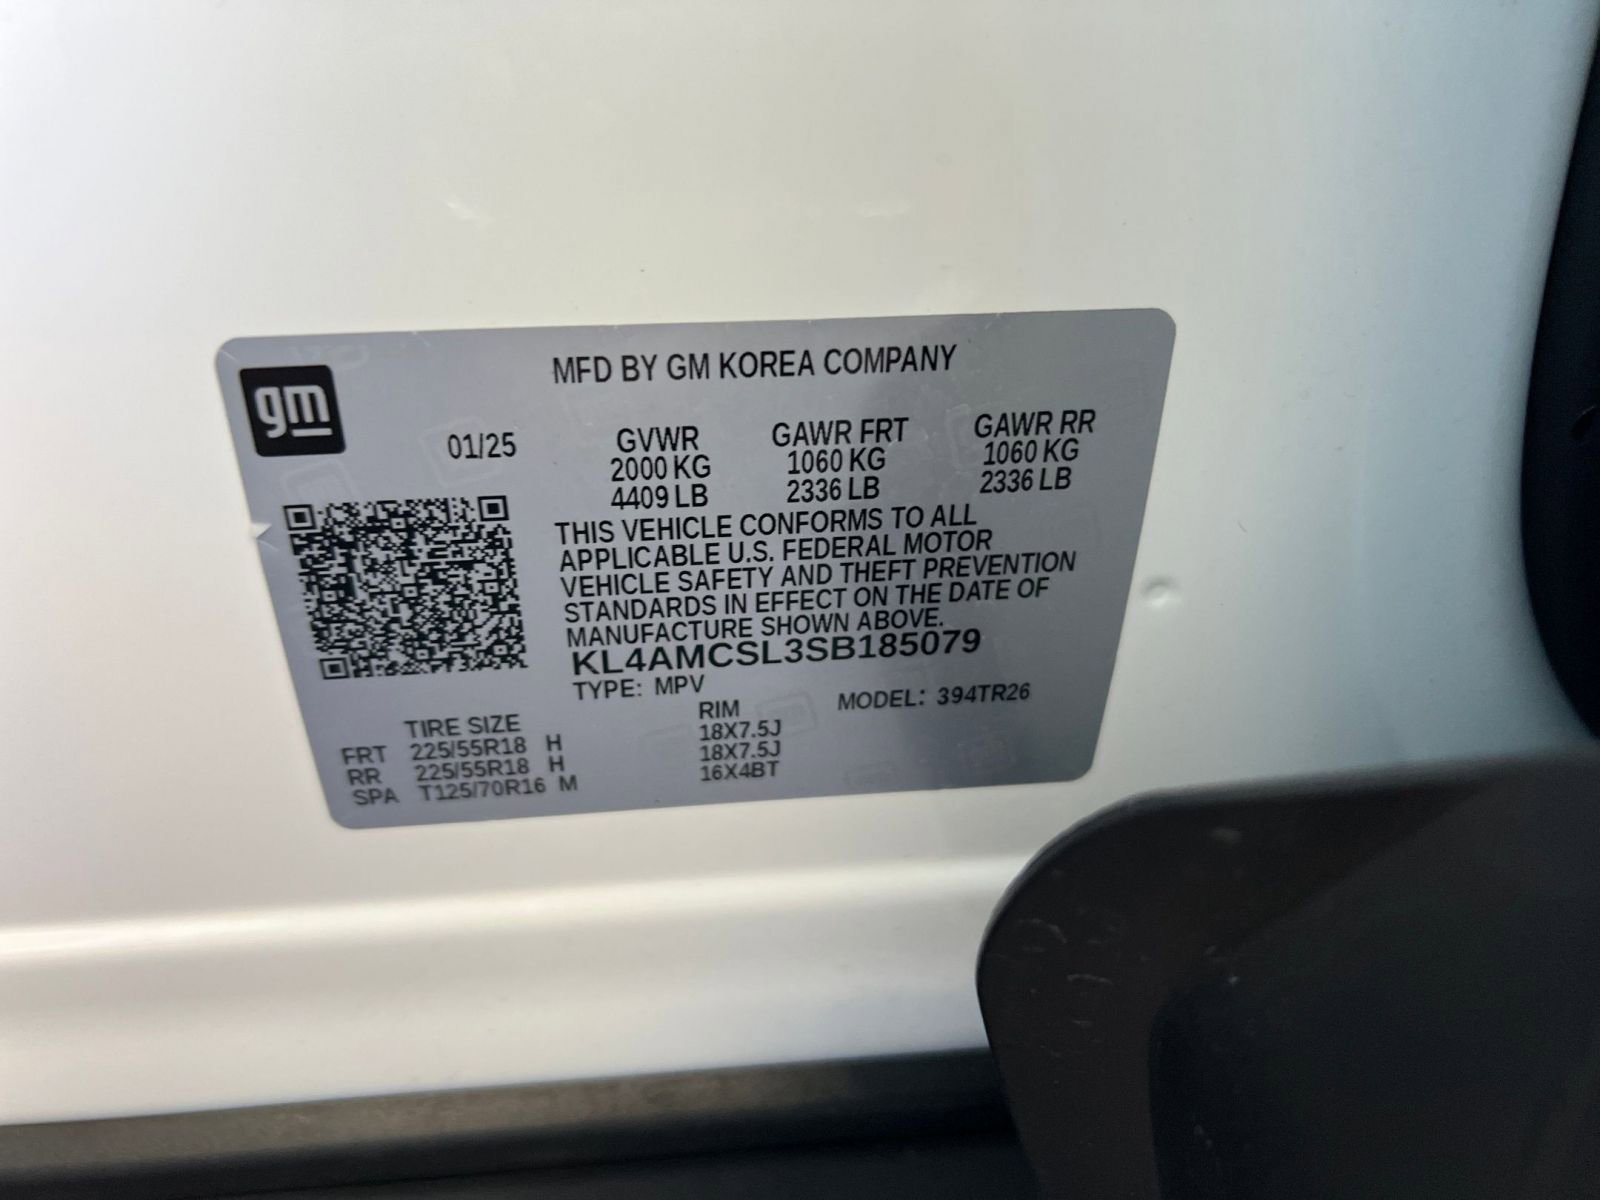 gm
MFD BY GM KOREA COMPANY
01/25 GVWR GAWR FRT GAWR RR
2000 KG 1060 KG 1060 KG
4409 LB 2336 LB 2336 LB
THIS VEHICLE CONFORMS TO ALL
APPLICABLE U.S. FEDERAL MOTOR
VEHICLE SAFETY AND THEFT PREVENTION
STANDARDS IN EFFECT ON THE DATE OF
MANUFACTURE SHOWN ABOVE.
KL4AMCSL3SB185079
TYPE: MPV MODEL: 394TR26
TIRE SIZE RIM
FRT 225/55R18 H 18X7.5J
RR 225/55R18 H 18X7.5J
SPA T125/70R16 M 16X4BT